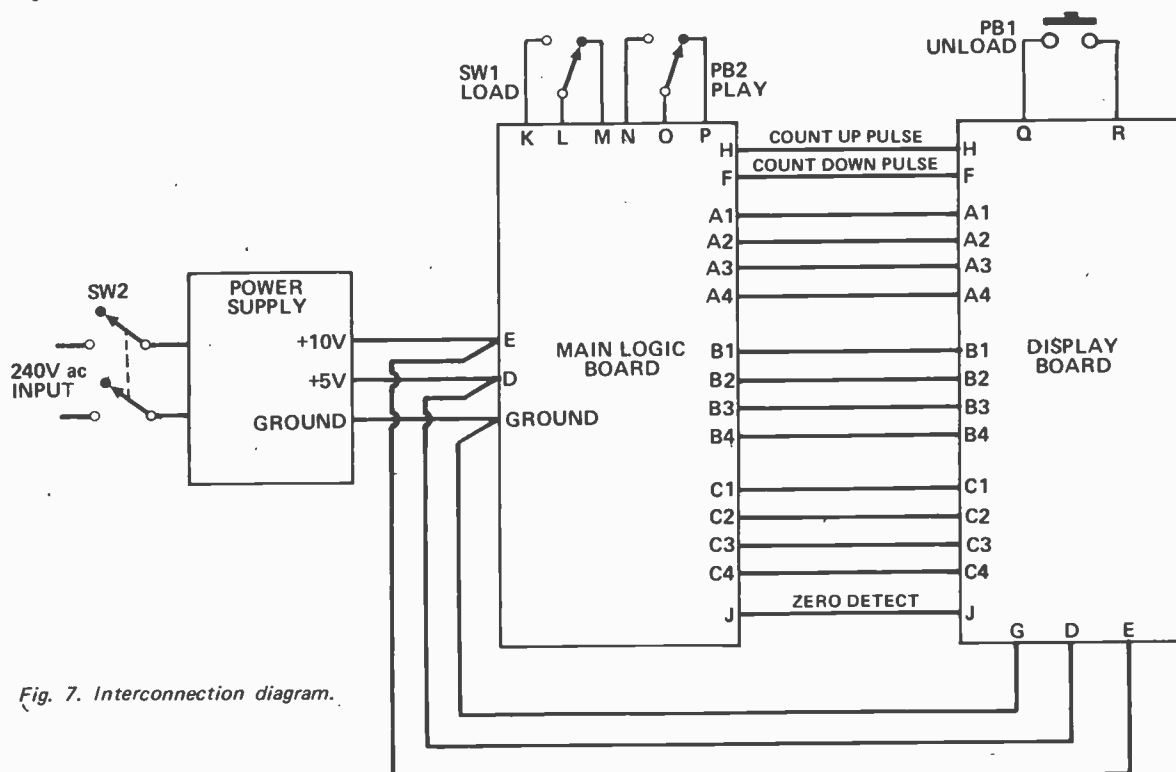 PB1
UNLOAD
SW1
LOAD
PB2
PLAY
K L M N O P
Q R
H COUNT UP PULSE H
F COUNT DOWN PULSE F
A1 A1
A2 A2
A3 A3
A4 A4
SW2
POWER
SUPPLY
+10V E
240V ac
INPUT
+5V D
GROUND GROUND
MAIN LOGIC
BOARD
DISPLAY
BOARD
B1 B1
B2 B2
B3 B3
B4 B4
C1 C1
C2 C2
C3 C3
C4 C4
J ZERO DETECT J
G D E
Fig. 7. Interconnection diagram.